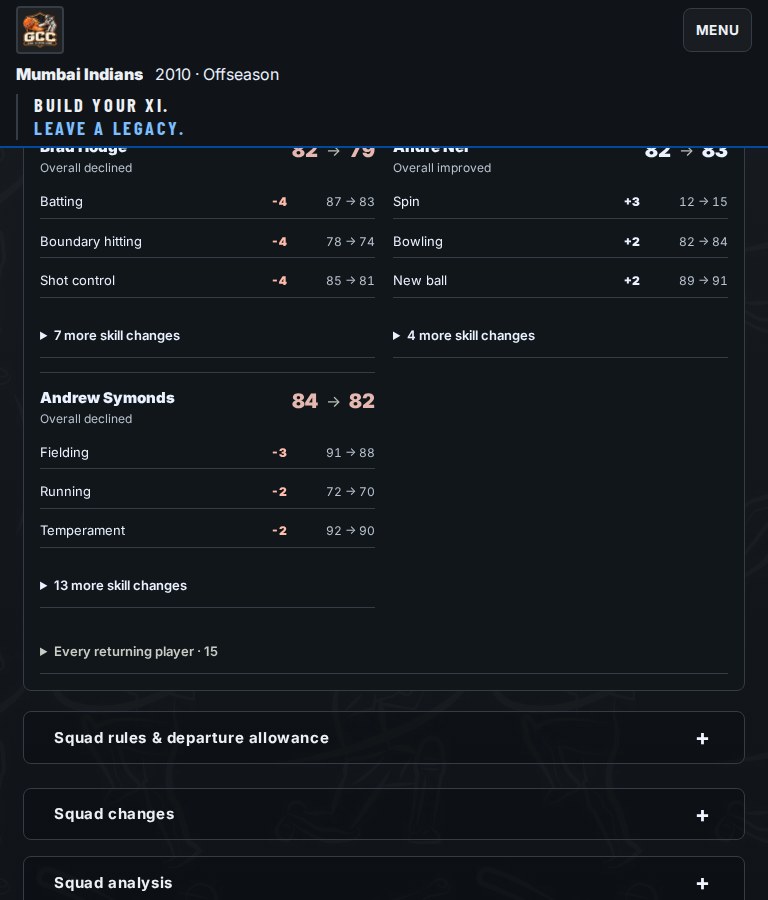 GCC
MENU
Mumbai Indians 2010 · Offseason
BUILD YOUR XI.
LEAVE A LEGACY.
Brad Hodge 82 → 79
Overall declined
Batting -4 87 → 83
Boundary hitting -4 78 → 74
Shot control -4 85 → 81
▶ 7 more skill changes
Andre Nel 82 → 83
Overall improved
Spin +3 12 → 15
Bowling +2 82 → 84
New ball +2 89 → 91
▶ 4 more skill changes
Andrew Symonds 84 → 82
Overall declined
Fielding -3 91 → 88
Running -2 72 → 70
Temperament -2 92 → 90
▶ 13 more skill changes
▶ Every returning player · 15
Squad rules & departure allowance +
Squad changes +
Squad analysis +